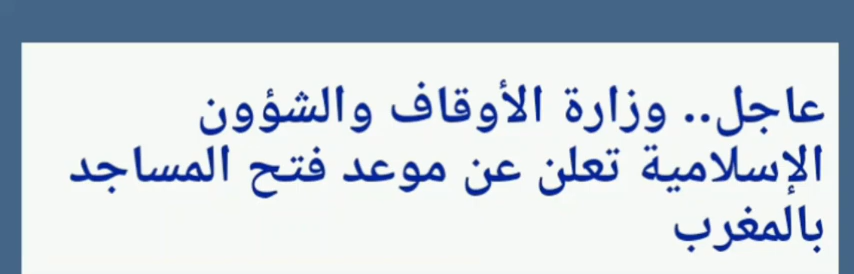 عاجل.. وزارة الأوقاف والشؤون
الإسلامية تعلن عن موعد فتح المساجد
بالمغرب